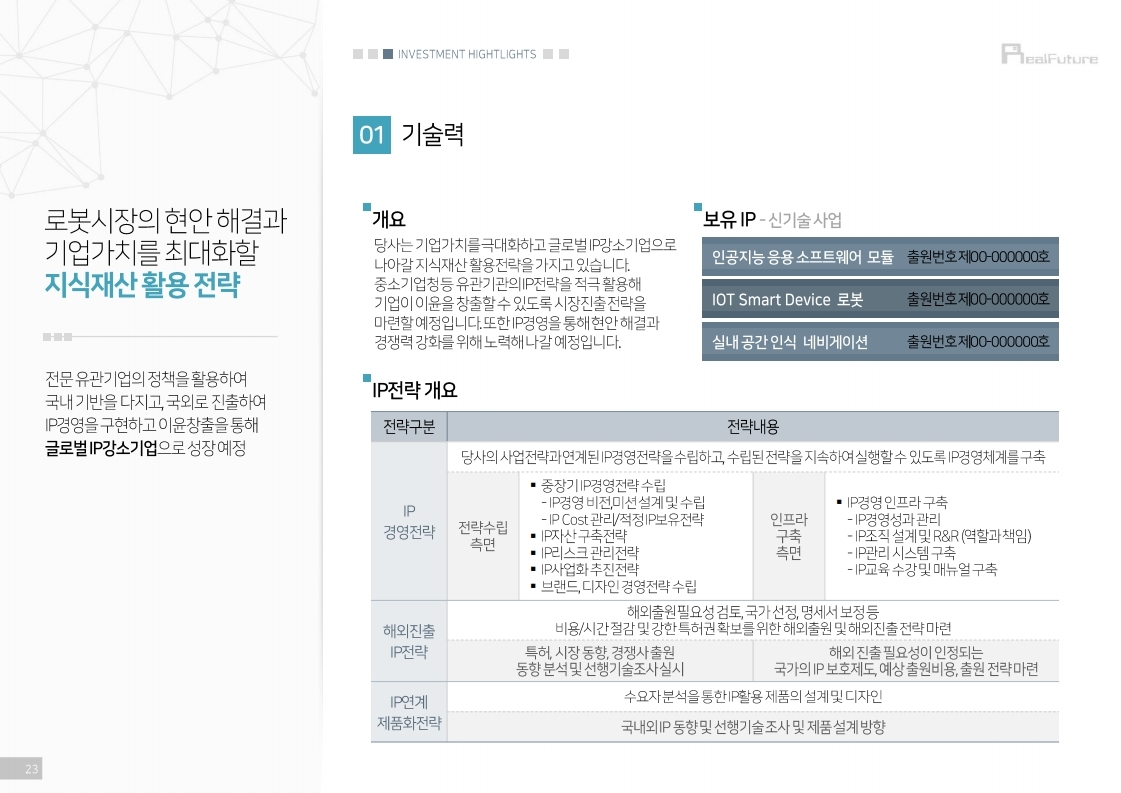 INVESTMENT HIGHTLIGHTS
RealFuture
01 기술력
로봇시장의 현안 해결과
기업가치를 최대화할
지식재산 활용 전략
전문 유관기업의 정책을 활용하여
국내 기반을 다지고, 국외로 진출하여
IP경영을 구현하고 이윤창출을 통해
글로벌 IP강소기업으로 성장 예정
개요
당사는 기업가치를 극대화하고 글로벌 IP강소기업으로
나아갈 지식재산 활용전략을 가지고 있습니다.
중소기업청 등 유관기관의 IP전략을 적극 활용해
기업이 이윤을 창출할 수 있도록 시장진출 전략을
마련할 예정입니다. 또한 IP경영을 통해 현안 해결과
경쟁력 강화를 위해 노력해 나갈 예정입니다.
보유 IP - 신기술 사업
인공지능 응용 소프트웨어 모듈 출원번호 제00-000000호
IOT Smart Device 로봇 출원번호 제00-000000호
실내 공간 인식 네비게이션 출원번호 제00-000000호
IP전략 개요
전략구분 전략내용
IP
경영전략
당사의 사업전략과 연계된 IP경영전략을 수립하고, 수립된 전략을 지속하여 실행할 수 있도록 IP경영체계를 구축
전략수립
측면
▪ 중장기 IP경영전략 수립
- IP경영 비전,미션 설계 및 수립
- IP Cost 관리/적정 IP보유전략
▪ IP자산 구축전략
▪ IP리스크 관리전략
▪ IP사업화 추진전략
▪ 브랜드, 디자인 경영전략 수립
인프라
구축
측면
▪ IP경영 인프라 구축
- IP경영성과 관리
- IP조직 설계 및 R&R (역할과 책임)
- IP관리 시스템 구축
- IP교육 수강 및 매뉴얼 구축
해외진출
IP전략
해외출원 필요성 검토, 국가 선정, 명세서 보정 등
비용/시간 절감 및 강한 특허권 확보를 위한 해외출원 및 해외진출 전략 마련
특허, 시장 동향, 경쟁사 출원
동향 분석 및 선행기술조사 실시
해외 진출 필요성이 인정되는
국가의 IP 보호제도, 예상 출원비용, 출원 전략 마련
IP연계
제품화전략
수요자 분석을 통한 IP활용 제품의 설계 및 디자인
국내외 IP 동향 및 선행기술 조사 및 제품 설계 방향
23